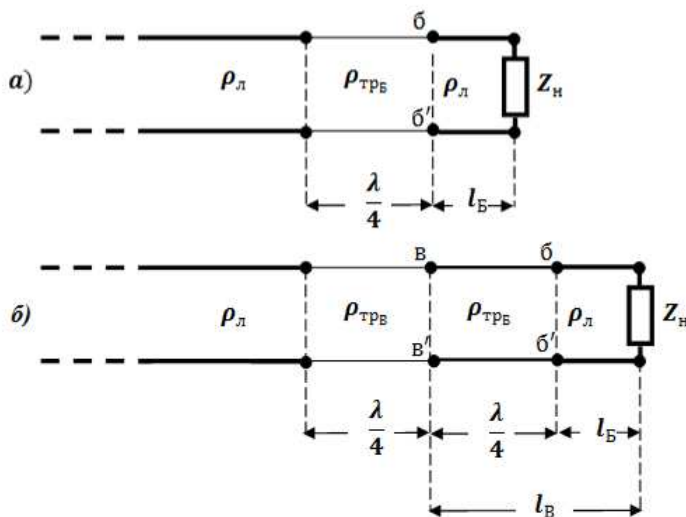 б
а) ρл ρтрБ ρл Zн
б′
λ/4 lБ
в б
б) ρл ρтрВ ρтрБ ρл Zн
в′ б′
λ/4 λ/4 lБ
lВ